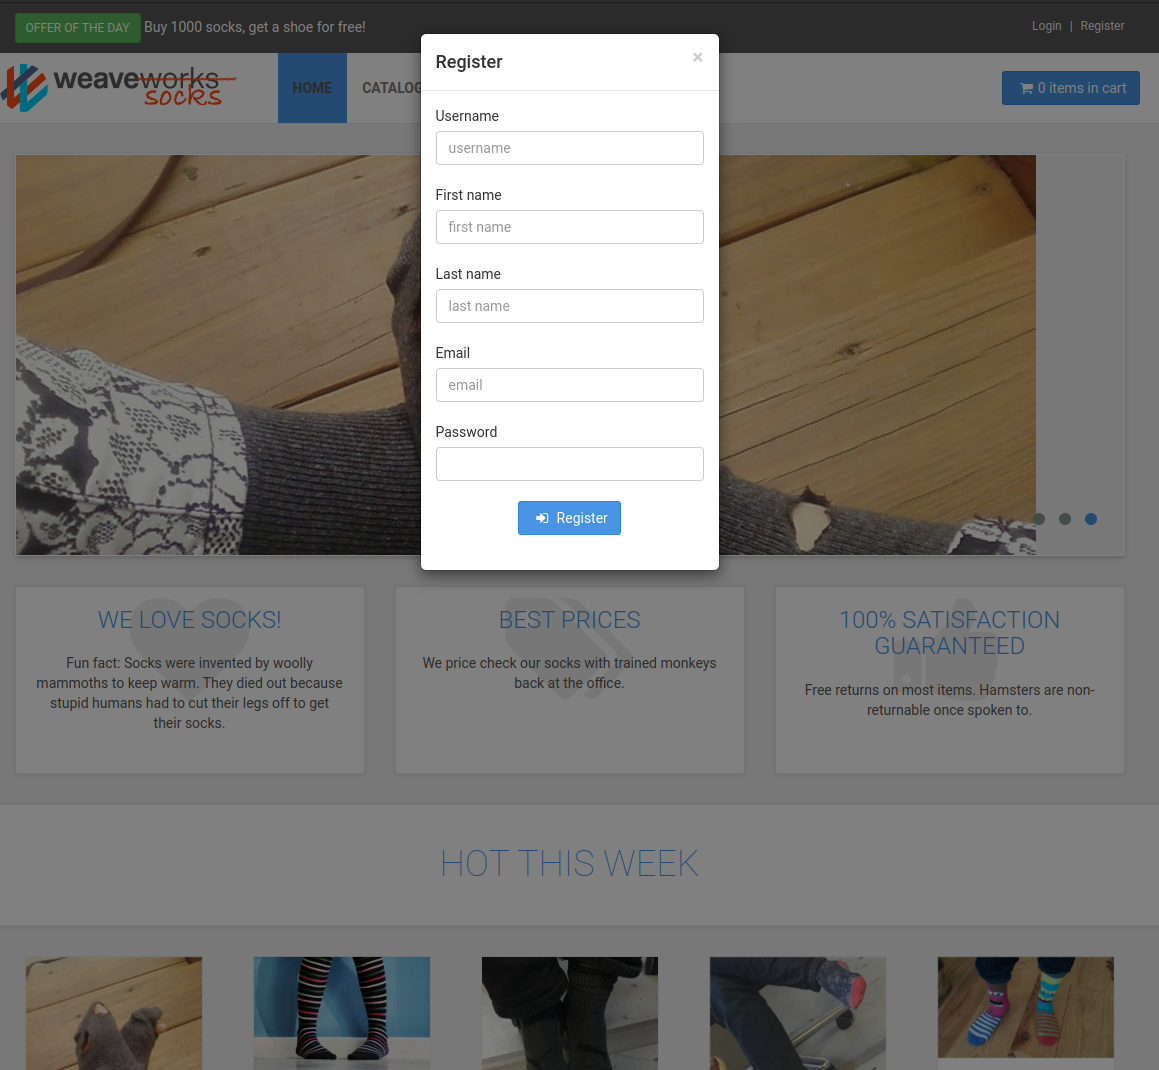 OFFER OF THE DAY Buy 1000 socks, get a shoe for free!
Login | Register
weaveworks
socks
HOME
CATALOG
0 items in cart
Register ×
Username
username
First name
first name
Last name
last name
Email
email
Password
Register
WE LOVE SOCKS!
Fun fact: Socks were invented by woolly
mammoths to keep warm. They died out because
stupid humans had to cut their legs off to get
their socks.
BEST PRICES
We price check our socks with trained monkeys
back at the office.
100% SATISFACTION
GUARANTEED
Free returns on most items. Hamsters are non-
returnable once spoken to.
HOT THIS WEEK